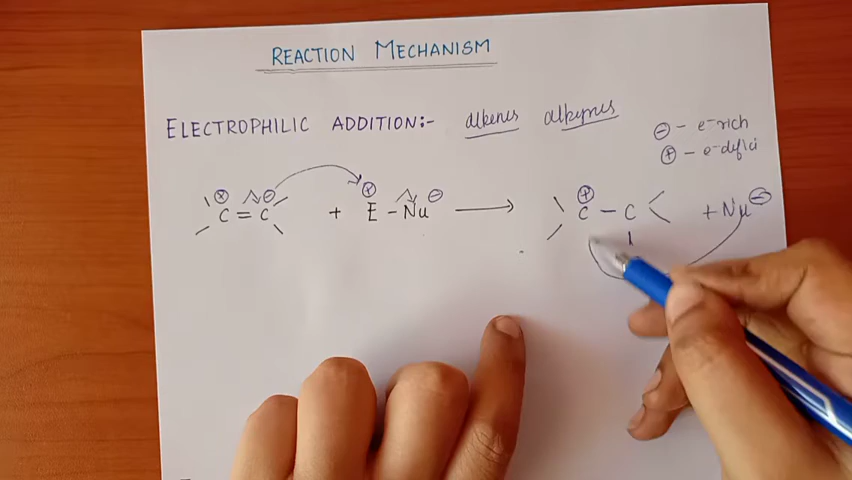 REACTION MECHANISM
ELECTROPHILIC ADDITION:- alkenes alkynes
⊖ - e-rich
⊕ - e-defici
⊕ ⊖ ⊕ ⊖
C = C + E - Nu → 
⊕ ⊖
C - C + Nu